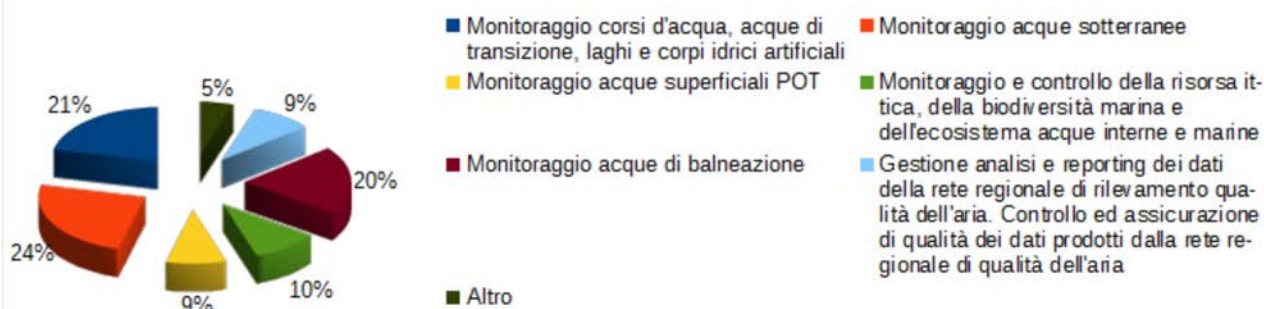 21%
5%
9%
20%
24%
9%
10%
Monitoraggio corsi d'acqua, acque di
transizione, laghi e corpi idrici artificiali
Monitoraggio acque sotterranee
Monitoraggio acque superficiali POT
Monitoraggio e controllo della risorsa it-
tica, della biodiversità marina e
dell'ecosistema acque interne e marine
Monitoraggio acque di balneazione
Gestione analisi e reporting dei dati
della rete regionale di rilevamento qua-
lità dell'aria. Controllo ed assicurazione
di qualità dei dati prodotti dalla rete re-
gionale di qualità dell'aria
Altro